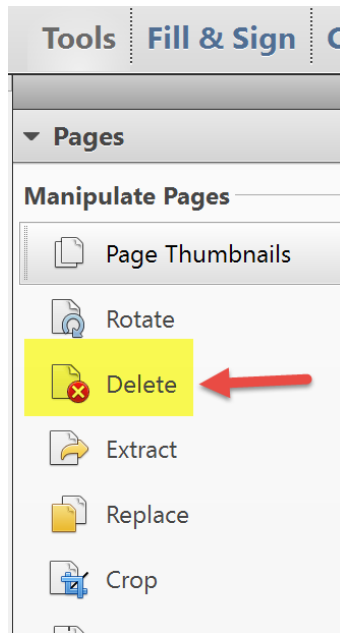 Tools Fill & Sign
Pages
Manipulate Pages
Page Thumbnails
Rotate
Delete
Extract
Replace
Crop